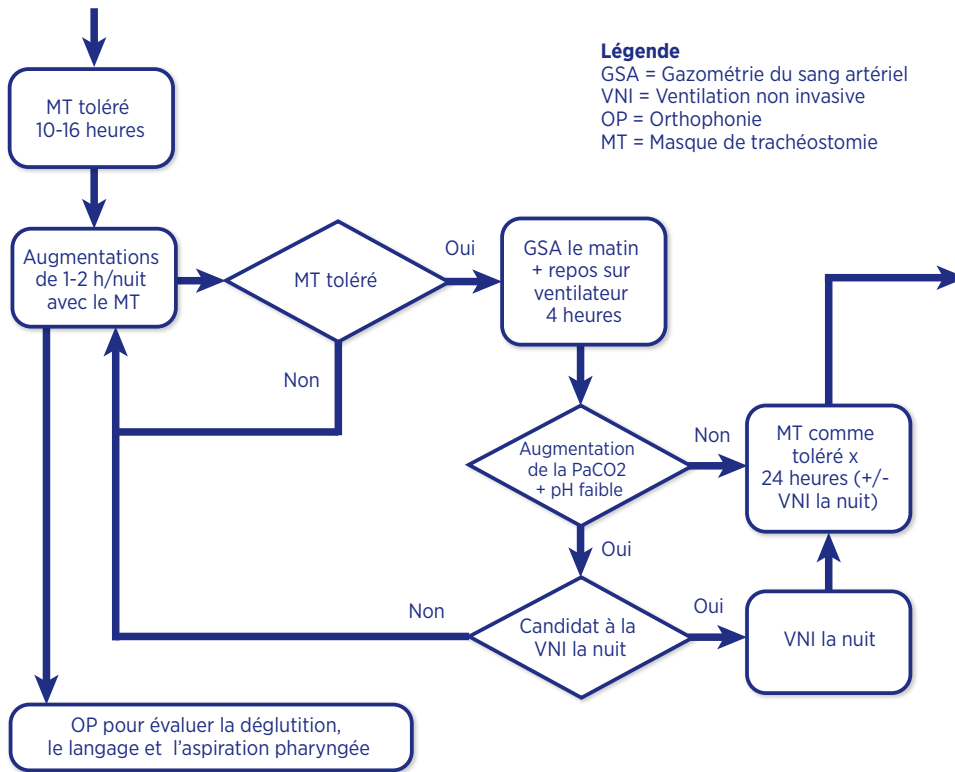 Légende
GSA = Gazométrie du sang artériel
VNI = Ventilation non invasive
OP = Orthophonie
MT = Masque de trachéostomie
MT toléré
10-16 heures
Augmentations
de 1-2 h/nuit
avec le MT
MT toléré
Oui
Non
GSA le matin
+ repos sur
ventilateur
4 heures
Augmentation
de la PaCO2
+ pH faible
Non
Oui
MT comme
toléré x
24 heures (+/-
VNI la nuit)
Candidat à la
VNI la nuit
Non
Oui
VNI la nuit
OP pour évaluer la déglutition,
le langage et l'aspiration pharyngée